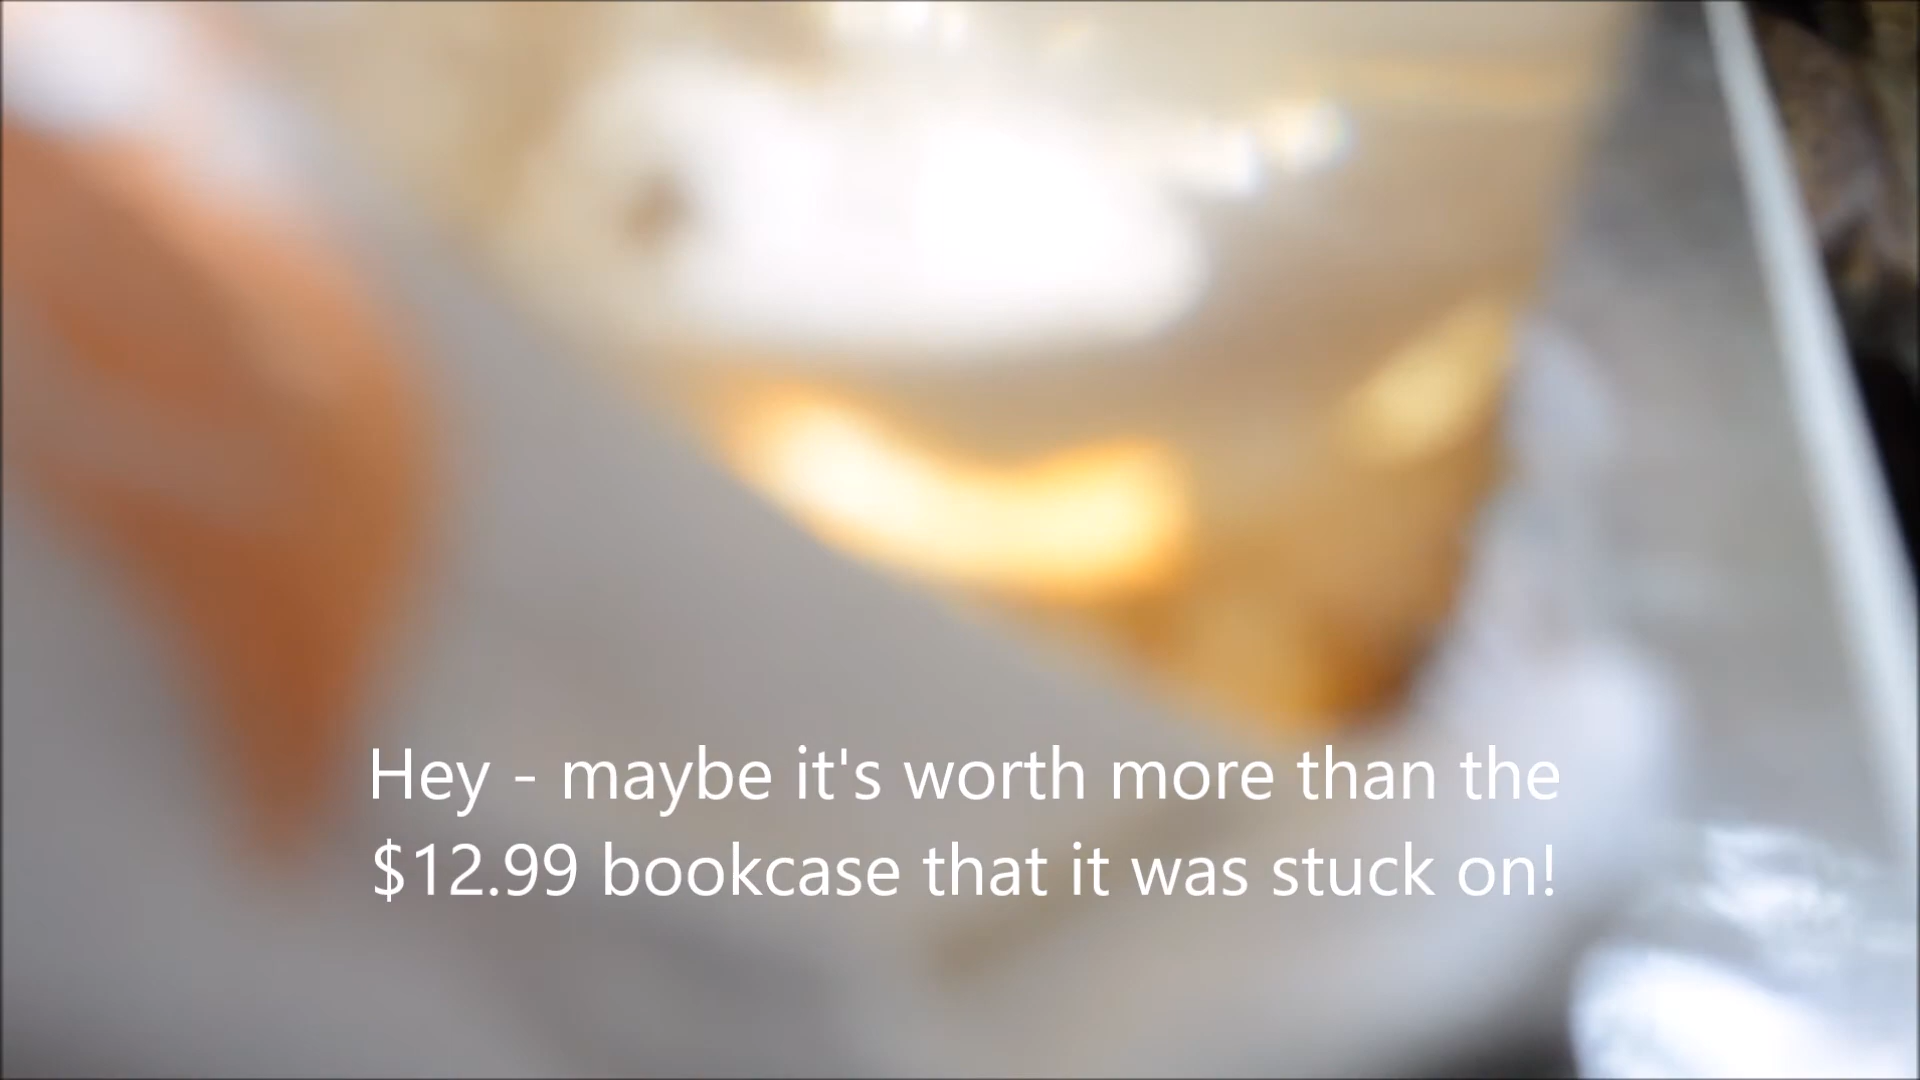 Hey - maybe it's worth more than the
$12.99 bookcase that it was stuck on!